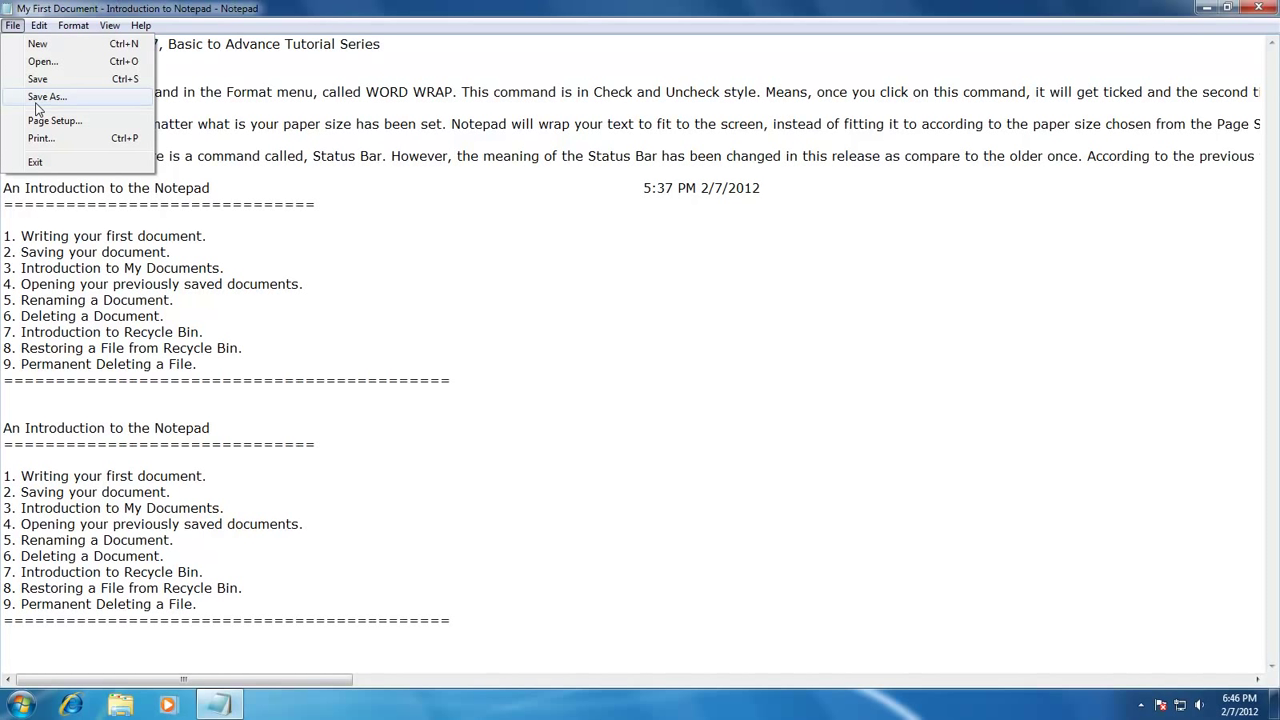 My First Document - Introduction to Notepad - Notepad
File Edit Format View Help
New Ctrl+N
Open... Ctrl+O
Save Ctrl+S
Save As...
Page Setup...
Print... Ctrl+P
Exit
7, Basic to Advance Tutorial Series
and in the Format menu, called WORD WRAP. This command is in Check and Uncheck style. Means, once you click on this command, it will get ticked and the second
matter what is your paper size has been set. Notepad will wrap your text to fit to the screen, instead of fitting it to according to the paper size chosen from the Page S
is a command called, Status Bar. However, the meaning of the Status Bar has been changed in this release as compare to the older once. According to the previous
An Introduction to the Notepad 5:37 PM 2/7/2012
==============================
1. Writing your first document.
2. Saving your document.
3. Introduction to My Documents.
4. Opening your previously saved documents.
5. Renaming a Document.
6. Deleting a Document.
7. Introduction to Recycle Bin.
8. Restoring a File from Recycle Bin.
9. Permanent Deleting a File.
===========================================
An Introduction to the Notepad
==============================
1. Writing your first document.
2. Saving your document.
3. Introduction to My Documents.
4. Opening your previously saved documents.
5. Renaming a Document.
6. Deleting a Document.
7. Introduction to Recycle Bin.
8. Restoring a File from Recycle Bin.
9. Permanent Deleting a File.
===========================================
6:46 PM
2/7/2012